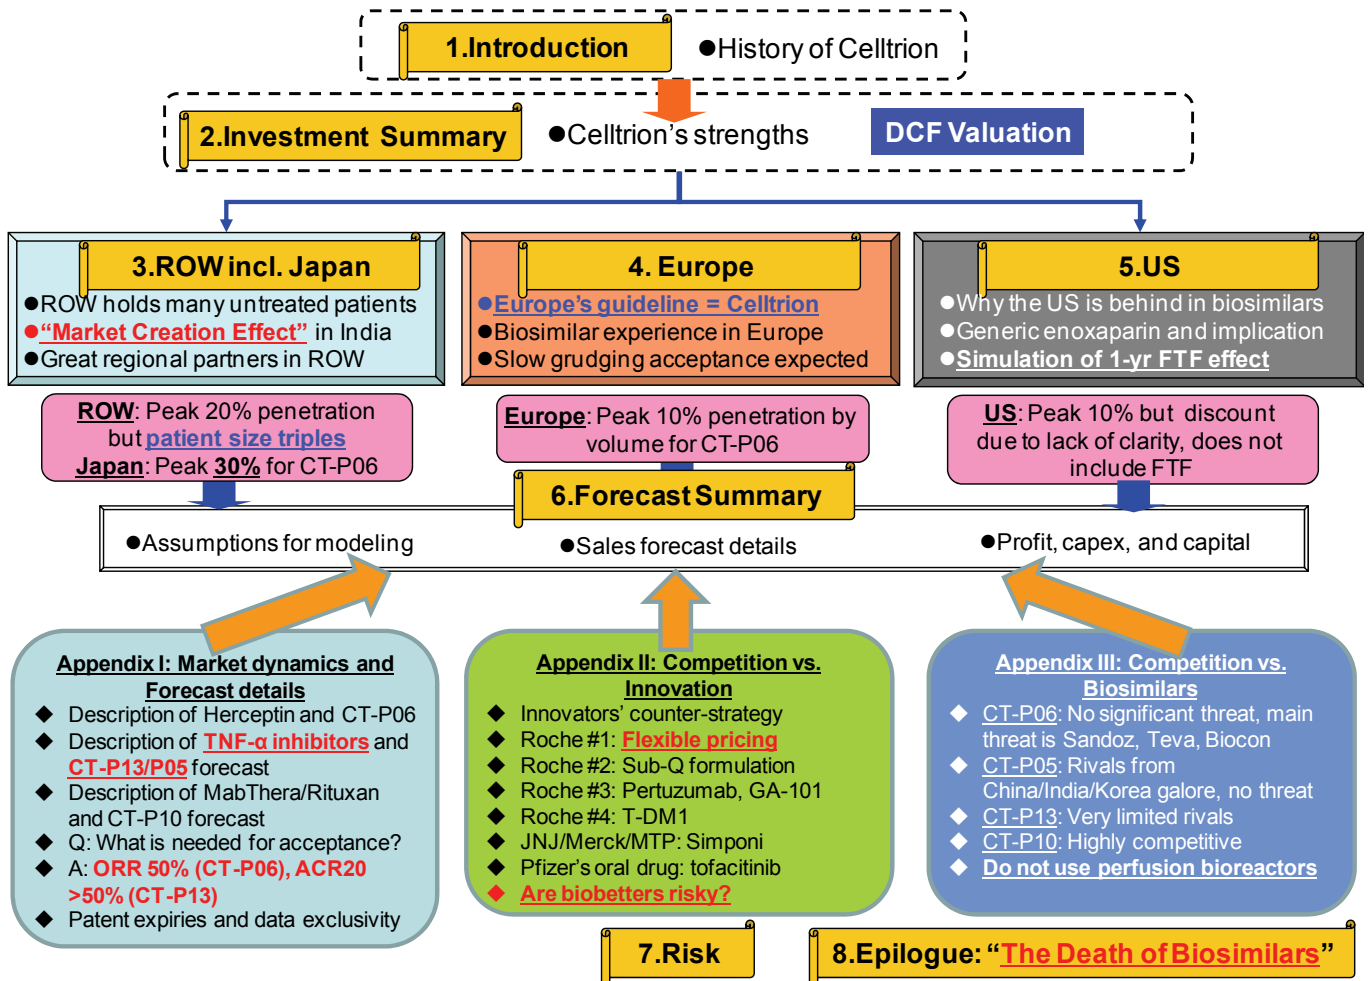 1.Introduction
●History of Celltrion
2.Investment Summary
●Celltrion's strengths
DCF Valuation
3.ROW incl. Japan
●ROW holds many untreated patients
●“Market Creation Effect” in India
●Great regional partners in ROW
4. Europe
●Europe's guideline = Celltrion
●Biosimilar experience in Europe
●Slow grudging acceptance expected
5.US
●Why the US is behind in biosimilars
●Generic enoxaparin and implication
●Simulation of 1-yr FTF effect
ROW: Peak 20% penetration
but patient size triples
Japan: Peak 30% for CT-P06
Europe: Peak 10% penetration by
volume for CT-P06
US: Peak 10% but discount
due to lack of clarity, does not
include FTF
6.Forecast Summary
●Assumptions for modeling
●Sales forecast details
●Profit, capex, and capital
Appendix I: Market dynamics and
Forecast details
◆ Description of Herceptin and CT-P06
◆ Description of TNF-α inhibitors and
CT-P13/P05 forecast
◆ Description of MabThera/Rituxan
and CT-P10 forecast
◆ Q: What is needed for acceptance?
◆ A: ORR 50% (CT-P06), ACR20
>50% (CT-P13)
◆ Patent expiries and data exclusivity
Appendix II: Competition vs.
Innovation
◆ Innovators' counter-strategy
◆ Roche #1: Flexible pricing
◆ Roche #2: Sub-Q formulation
◆ Roche #3: Pertuzumab, GA-101
◆ Roche #4: T-DM1
◆ JNJ/Merck/MTP: Simponi
◆ Pfizer's oral drug: tofacitinib
◆ Are biobetters risky?
Appendix III: Competition vs.
Biosimilars
◆ CT-P06: No significant threat, main
threat is Sandoz, Teva, Biocon
◆ CT-P05: Rivals from
China/India/Korea galore, no threat
◆ CT-P13: Very limited rivals
◆ CT-P10: Highly competitive
◆ Do not use perfusion bioreactors
7.Risk
8.Epilogue: “The Death of Biosimilars”